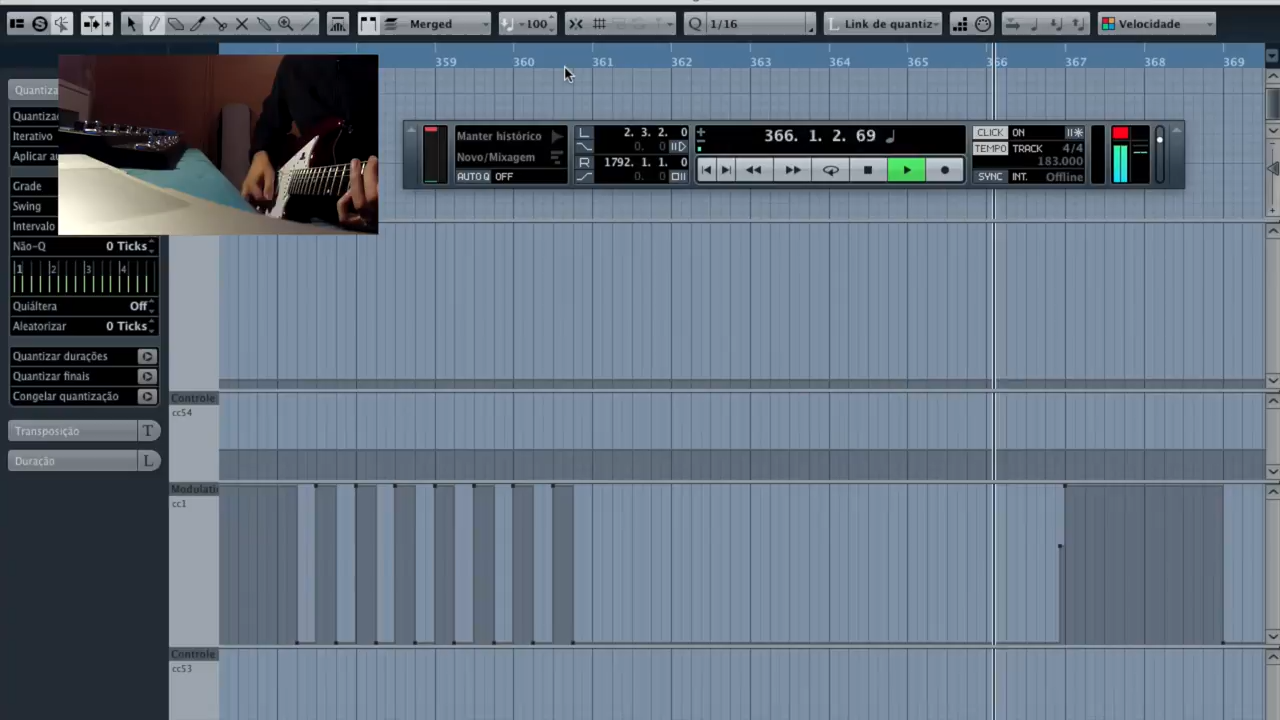 Merged 100 Q 1/16 L Link de quantiz Velocidade
359 360 361 362 363 364 365 366 367 368 369
Quantiza
Quantiza
Iterativo
Aplicar au
Grade
Swing
Intervalo
Não-Q 0 Ticks
1 2 3 4
Quiáltera Off
Aleatorizar 0 Ticks
Quantizar durações
Quantizar finais
Congelar quantização
Transposição T
Duração L
Manter histórico
Novo/Mixagem
AUTO Q OFF
L 2. 3. 2. 0
0. 0
R 1792. 1. 1. 0
0. 0
366. 1. 2. 69
CLICK ON
TEMPO TRACK 4/4
183.000
SYNC INT. Offline
Controle
cc54
Modulati
cc1
Controle
cc53